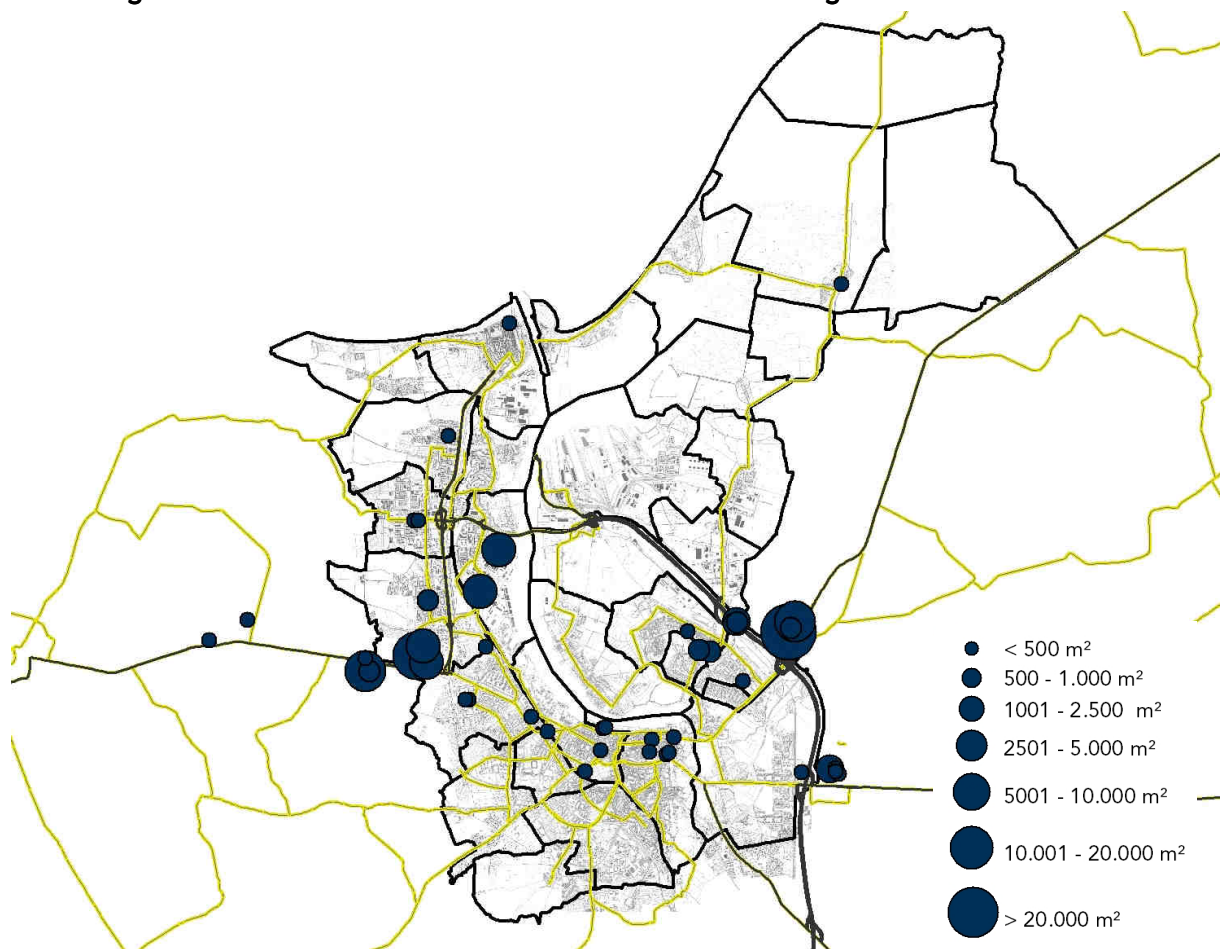 < 500 m²
500 - 1.000 m²
1001 - 2.500 m²
2501 - 5.000 m²
5001 - 10.000 m²
10.001 - 20.000 m²
> 20.000 m²